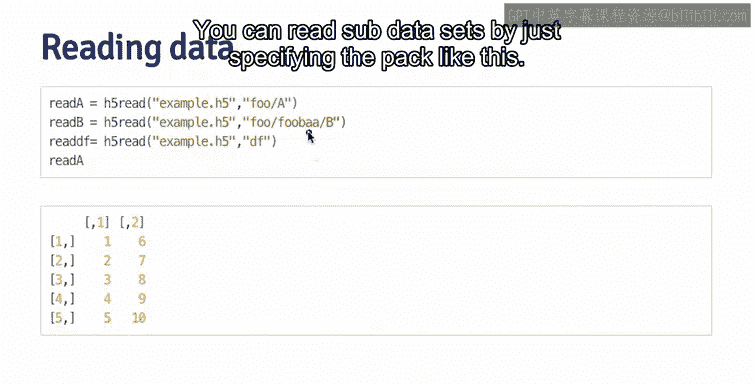 You can read sub data sets by just
specifying the pack like this.
Reading data
readA = h5read("example.h5","foo/A")
readB = h5read("example.h5","foo/foobaa/B")
readdf= h5read("example.h5","df")
readA
[,1] [,2]
[1,] 1 6
[2,] 2 7
[3,] 3 8
[4,] 4 9
[5,] 5 10